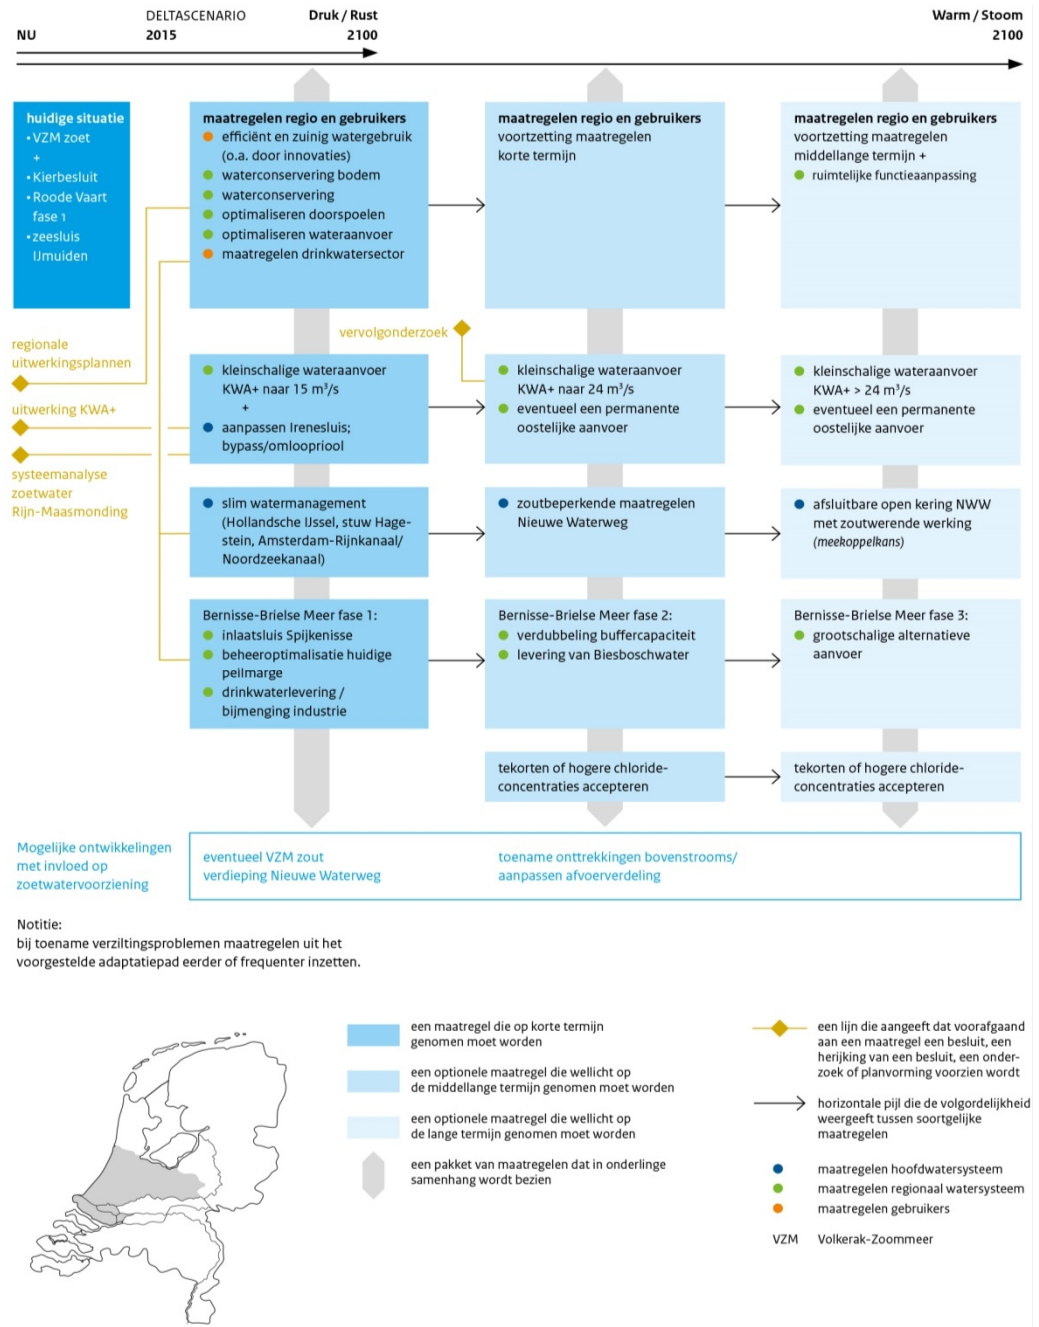 DELTASCENARIO
Druk / Rust
Warm / Stoom
NU
2015
2100
2100
huidige situatie
• VZM zoet
+
• Kierbesluit
• Roode Vaart
fase 1
• zeesluis
IJmuiden
maatregelen regio en gebruikers
efficiënt en zuinig watergebruik
(o.a. door innovaties)
waterconservering bodem
waterconservering
optimaliseren doorspoelen
optimaliseren wateraanvoer
maatregelen drinkwatersector
maatregelen regio en gebruikers
voortzetting maatregelen
korte termijn
maatregelen regio en gebruikers
voortzetting maatregelen
middellange termijn +
ruimtelijke functieaanpassing
regionale
uitwerkingsplannen
uitwerking KWA+
systeemanalyse
zoetwater
Rijn-Maasmonding
vervolgonderzoek
kleinschalige wateraanvoer
KWA+ naar 15 m³/s
+
aanpassen Irenesluis;
bypass/omloopriool
kleinschalige wateraanvoer
KWA+ naar 24 m³/s
eventueel een permanente
oostelijke aanvoer
kleinschalige wateraanvoer
KWA+ > 24 m³/s
eventueel een permanente
oostelijke aanvoer
slim watermanagement
(Hollandsche IJssel, stuw Hage-
stein, Amsterdam-Rijnkanaal/
Noordzeekanaal)
zoutbeperkende maatregelen
Nieuwe Waterweg
afsluitbare open kering NWW
met zoutwerende werking
(meekoppelkans)
Bernisse-Brielse Meer fase 1:
inlaatsluis Spijkenisse
beheeroptimalisatie huidige
peilmarge
drinkwaterlevering /
bijmenging industrie
Bernisse-Brielse Meer fase 2:
verdubbeling buffercapaciteit
levering van Biesboschwater
Bernisse-Brielse Meer fase 3:
grootschalige alternatieve
aanvoer
tekorten of hogere chloride-
concentraties accepteren
tekorten of hogere chloride-
concentraties accepteren
Mogelijke ontwikkelingen
met invloed op
zoetwatervoorziening
eventueel VZM zout
verdieping Nieuwe Waterweg
toename onttrekkingen bovenstrooms/
aanpassen afvoerverdeling
Notitie:
bij toename verziltingsproblemen maatregelen uit het
voorgestelde adaptatiepad eerder of frequenter inzetten.
een maatregel die op korte termijn
genomen moet worden
een optionele maatregel die wellicht op
de middellange termijn genomen moet worden
een optionele maatregel die wellicht op
de lange termijn genomen moet worden
een pakket van maatregelen dat in onderlinge
samenhang wordt bezien
een lijn die aangeeft dat voorafgaand
aan een maatregel een besluit, een
herijking van een besluit, een onder-
zoek of planvorming voorzien wordt
horizontale pijl die de volgordelijkheid
weergeeft tussen soortgelijke
maatregelen
maatregelen hoofdwatersysteem
maatregelen regionaal watersysteem
maatregelen gebruikers
VZM Volkerak-Zoommeer